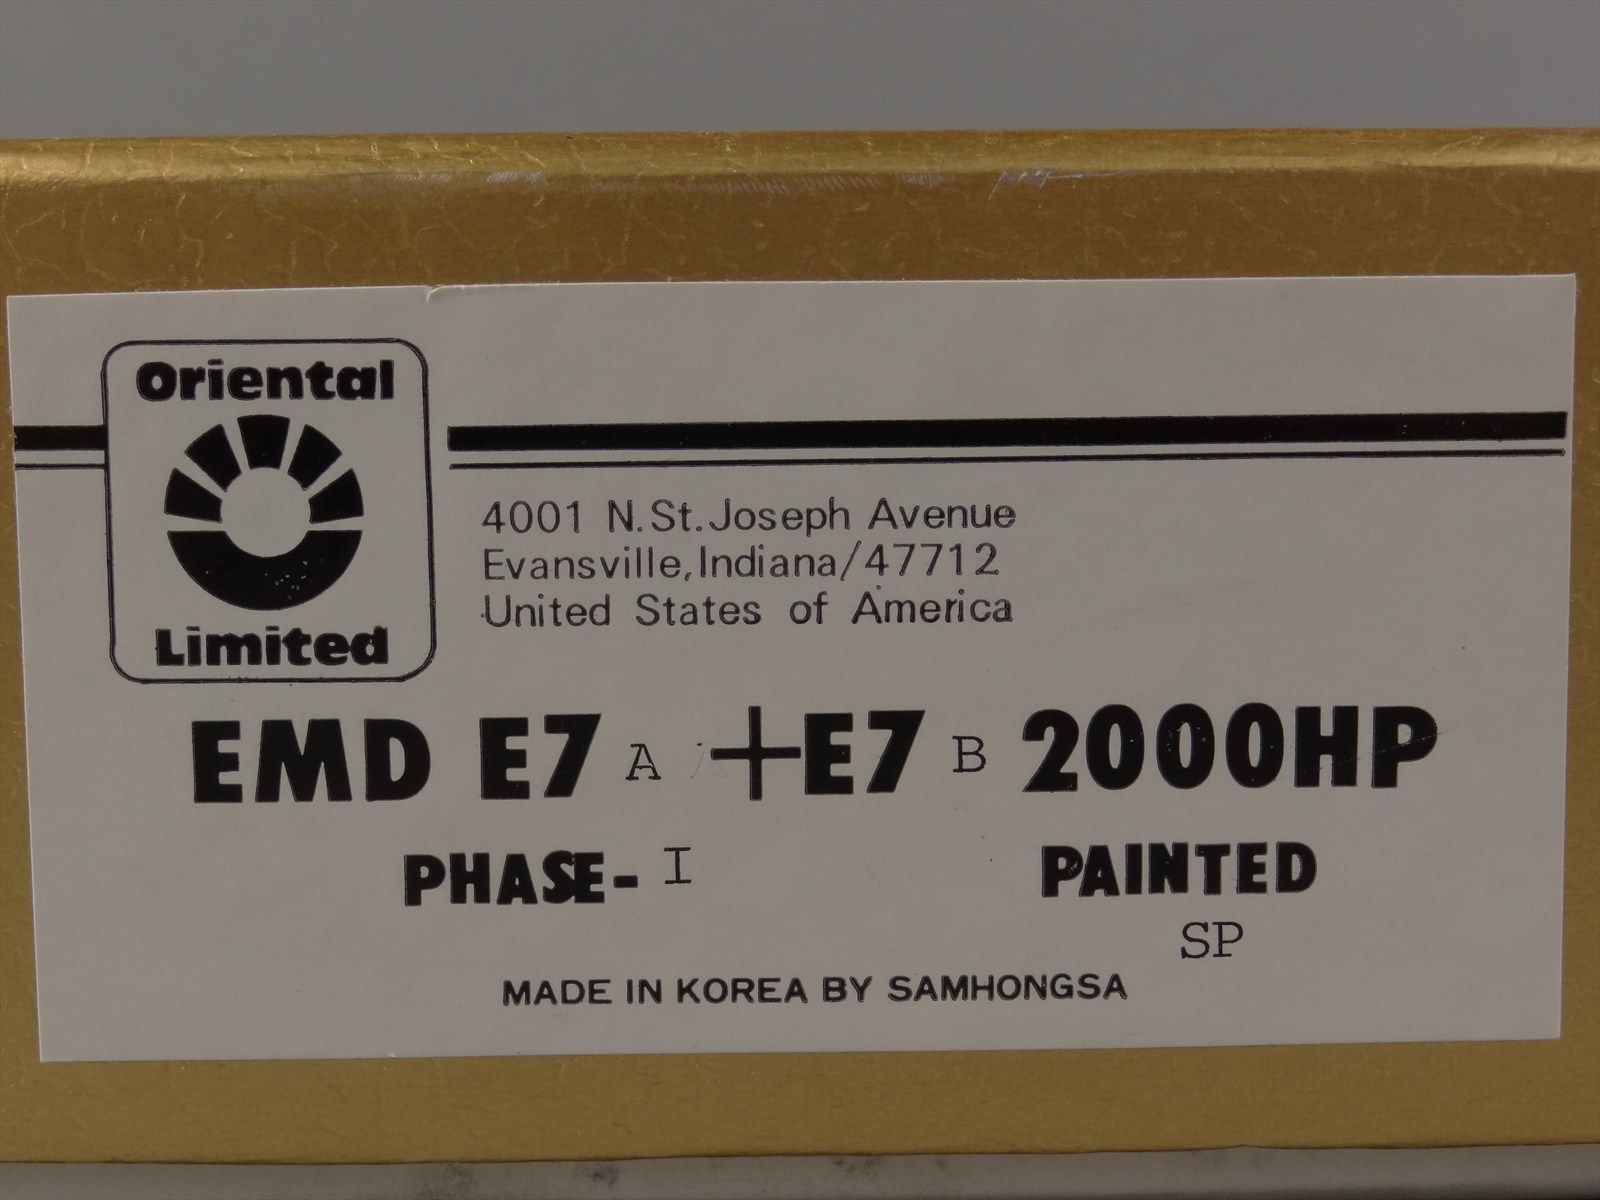 Oriental
Limited
4001 N.St.Joseph Avenue
Evansville,Indiana/47712
United States of America
EMD E7 A +E7 B 2000HP
PHASE- I PAINTED
SP
MADE IN KOREA BY SAMHONGSA